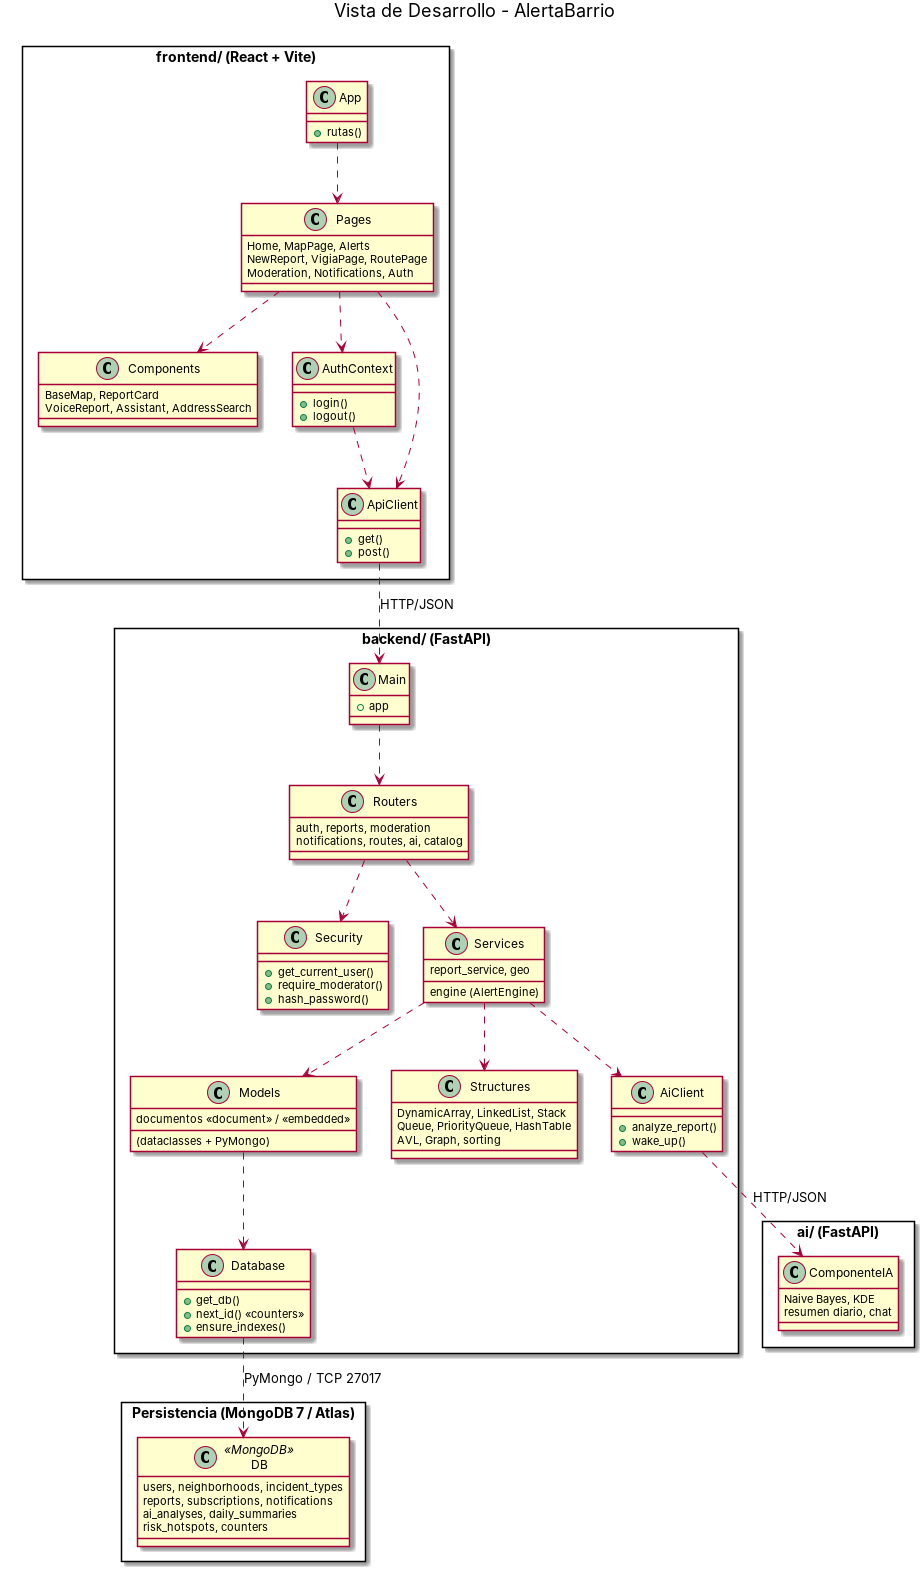 Vista de Desarrollo - AlertaBarrio
frontend/ (React + Vite)
C App
rutas()
C Pages
Home, MapPage, Alerts
NewReport, VigiaPage, RoutePage
Moderation, Notifications, Auth
C Components
BaseMap, ReportCard
VoiceReport, Assistant, AddressSearch
C AuthContext
login()
logout()
C ApiClient
get()
post()
HTTP/JSON
backend/ (FastAPI)
C Main
app
C Routers
auth, reports, moderation
notifications, routes, ai, catalog
C Security
get_current_user()
require_moderator()
hash_password()
C Services
report_service, geo
engine (AlertEngine)
C Models
documentos «document» / «embedded»
(dataclasses + PyMongo)
C Structures
DynamicArray, LinkedList, Stack
Queue, PriorityQueue, HashTable
AVL, Graph, sorting
C AiClient
analyze_report()
wake_up()
HTTP/JSON
ai/ (FastAPI)
C ComponenteIA
Naive Bayes, KDE
resumen diario, chat
C Database
get_db()
next_id() «counters»
ensure_indexes()
PyMongo / TCP 27017
Persistencia (MongoDB 7 / Atlas)
«MongoDB»
C DB
users, neighborhoods, incident_types
reports, subscriptions, notifications
ai_analyses, daily_summaries
risk_hotspots, counters